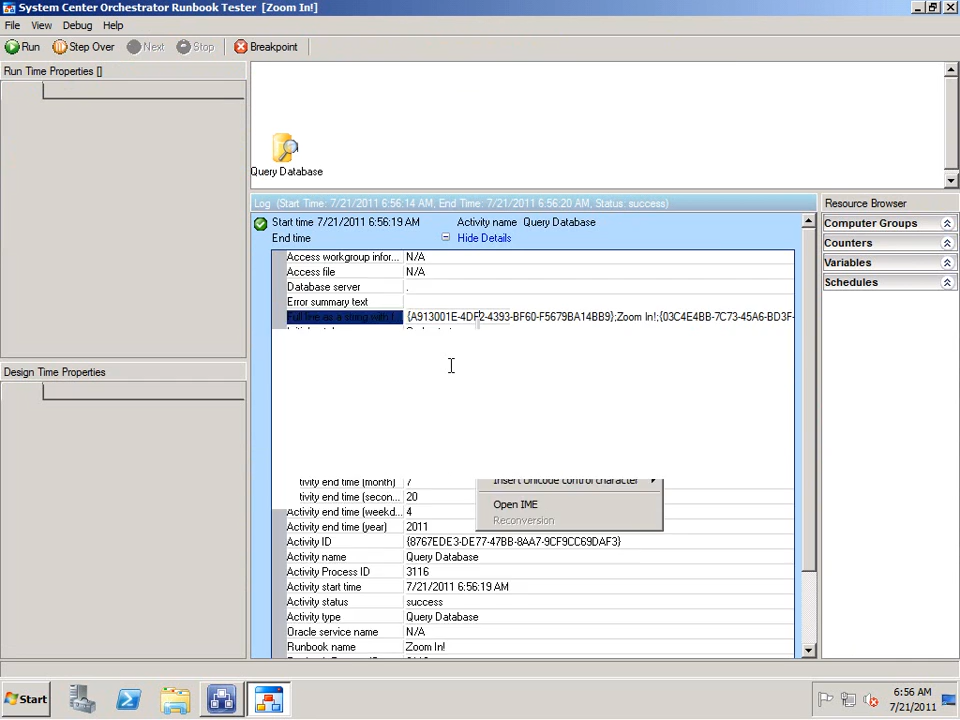 System Center Orchestrator Runbook Tester [Zoom In!]
File View Debug Help
Run Step Over Next Stop Breakpoint
Run Time Properties []
Query Database
Log (Start Time: 7/21/2011 6:56:14 AM, End Time: 7/21/2011 6:56:20 AM, Status: success)
Resource Browser
Start time 7/21/2011 6:56:19 AM Activity name Query Database
Computer Groups
End time Hide Details
Counters
Access workgroup infor... N/A
Variables
Access file N/A
Schedules
Database server .
Error summary text
Full line as a string with f... {A913001E-4DF2-4393-BF60-F5679BA14BB9};Zoom In!;{03C4E4BB-7C73-45A6-BD3F-
Design Time Properties
tivity end time (month) 7
Insert Unicode control character
tivity end time (secon... 20
Open IME
Activity end time (weekd... 4
Reconversion
Activity end time (year) 2011
Activity ID {8767EDE3-DE77-47BB-8AA7-9CF9CC69DAF3}
Activity name Query Database
Activity Process ID 3116
Activity start time 7/21/2011 6:56:19 AM
Activity status success
Activity type Query Database
Oracle service name N/A
Runbook name Zoom In!
Start
6:56 AM
7/21/2011